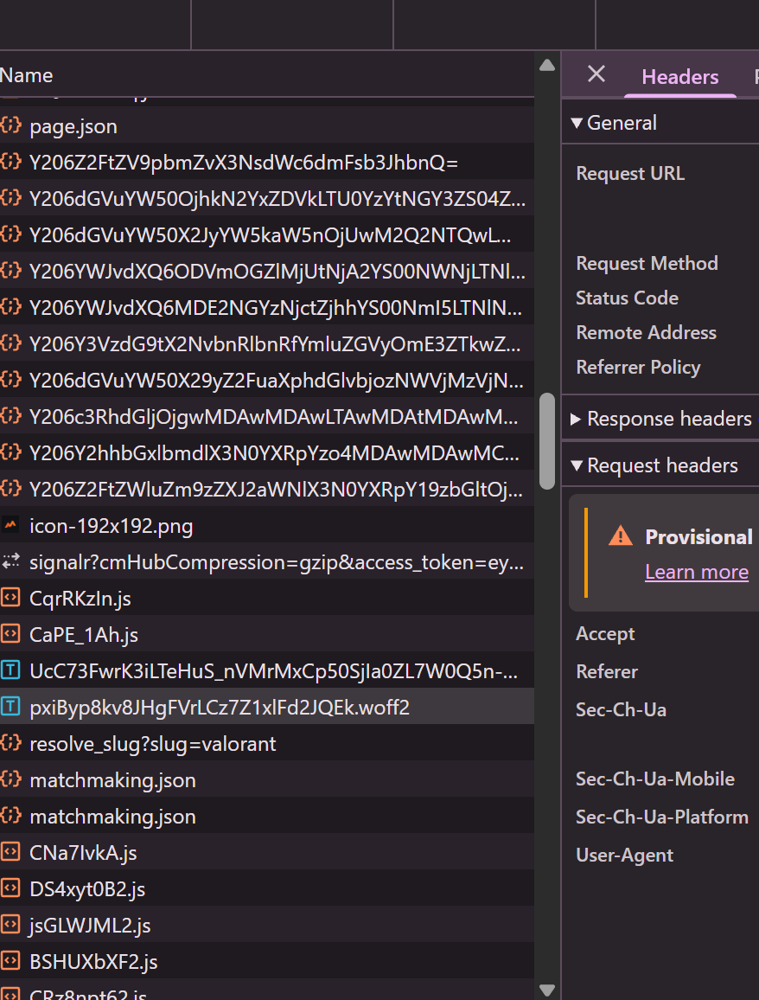 Name
page.json
Y206Z2FtZV9pbmZvX3NsdWc6dmFsb3JhbnQ=
Y206dGVuYW50OjhkN2YxZDVkLTU0YzYtNGY3ZS04Z...
Y206dGVuYW50X2JyYW5kaW5nOjUwM2Q2NTQwL...
Y206YWJvdXQ6ODVmOGZlMjUtNjA2YS00NWNjLTNl...
Y206YWJvdXQ6MDE2NGYzNjctZjhhYS00NmI5LTNlN...
Y206Y3VzdG9tX2NvbnRlbnRfYmluZGVyOmE3ZTkwZ...
Y206dGVuYW50X29yZ2FuaXphdGlvbjozNWVjMzVjN...
Y206c3RhdGljOjgwMDAwMDAwLTAwMDAtMDAwM...
Y206Y2hhbGxlbmdlX3N0YXRpYzo4MDAwMDAwMC...
Y206Z2FtZWluZm9zZXJ2aWNlX3N0YXRpY19zbGltOj...
icon-192x192.png
signalr?cmHubCompression=gzip&access_token=ey...
CqrRKzIn.js
CaPE_1Ah.js
UcC73FwrK3iLTeHuS_nVMrMxCp50SjIa0ZL7W0Q5n-...
pxiByp8kv8JHgFVrLCz7Z1xlFd2JQEk.woff2
resolve_slug?slug=valorant
matchmaking.json
matchmaking.json
CNa7IvkA.js
DS4xyt0B2.js
jsGLWJML2.js
BSHUXbXF2.js
CRz8npt62.js
Headers
General
Request URL
Request Method
Status Code
Remote Address
Referrer Policy
Response headers
Request headers
Provisional
Learn more
Accept
Referer
Sec-Ch-Ua
Sec-Ch-Ua-Mobile
Sec-Ch-Ua-Platform
User-Agent